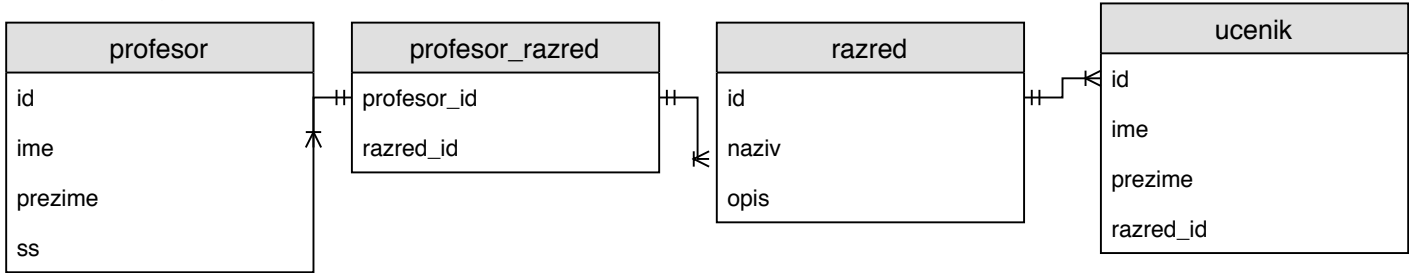 profesor
id
ime
prezime
ss
profesor_razred
profesor_id
razred_id
razred
id
naziv
opis
ucenik
id
ime
prezime
razred_id